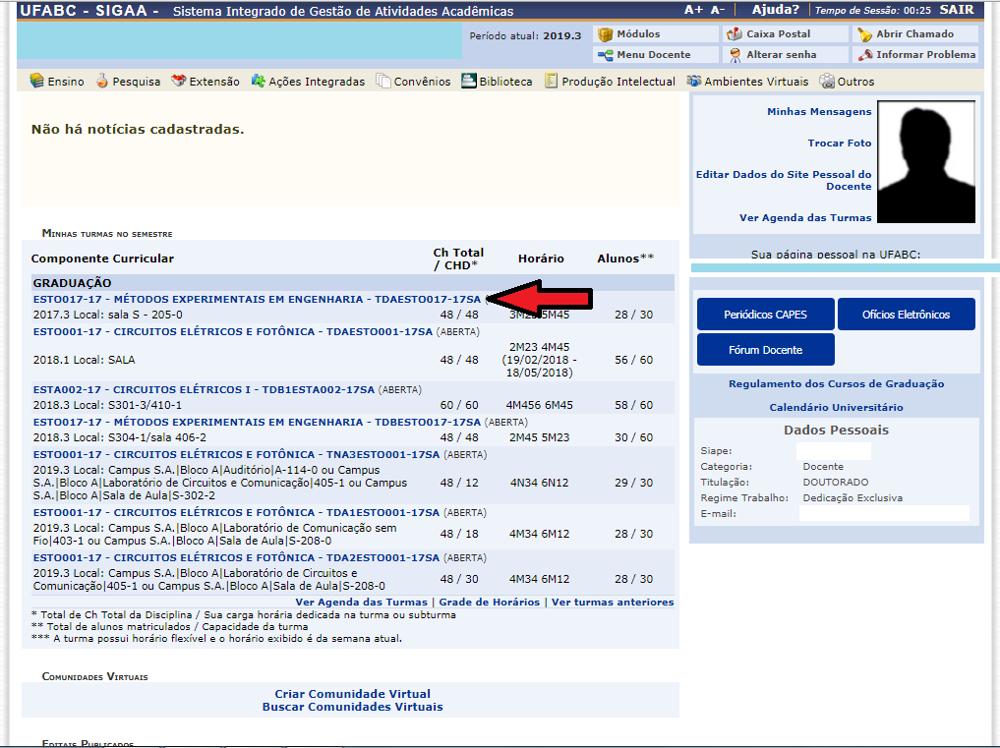 UFABC - SIGAA - Sistema Integrado de Gestão de Atividades Acadêmicas
A+ A- | Ajuda? | Tempo de Sessão: 00:25 SAIR
Período atual: 2019.3
Módulos Caixa Postal Abrir Chamado
Menu Docente Alterar senha Informar Problema
Ensino Pesquisa Extensão Ações Integradas Convênios Biblioteca Produção Intelectual Ambientes Virtuais Outros
Não há notícias cadastradas.
Minhas turmas no semestre
Componente Curricular Ch Total / CHD* Horário Alunos**
GRADUAÇÃO
ESTO017-17 - MÉTODOS EXPERIMENTAIS EM ENGENHARIA - TDAESTO017-17SA
2017.3 Local: sala S - 205-0 48 / 48 3M23 5M45 28 / 30
ESTO001-17 - CIRCUITOS ELÉTRICOS E FOTÔNICA - TDAESTO001-17SA (ABERTA)
2018.1 Local: SALA 48 / 48 2M23 4M45 (19/02/2018 - 18/05/2018) 56 / 60
ESTA002-17 - CIRCUITOS ELÉTRICOS I - TDB1ESTA002-17SA (ABERTA)
2018.3 Local: S301-3/410-1 60 / 60 4M456 6M45 58 / 60
ESTO017-17 - MÉTODOS EXPERIMENTAIS EM ENGENHARIA - TDBESTO017-17SA (ABERTA)
2018.3 Local: S304-1/sala 406-2 48 / 48 2M45 5M23 30 / 60
ESTO001-17 - CIRCUITOS ELÉTRICOS E FOTÔNICA - TNA3ESTO001-17SA (ABERTA)
2019.3 Local: Campus S.A.|Bloco A|Auditório|A-114-0 ou Campus
S.A.|Bloco A|Laboratório de Circuitos e Comunicação|405-1 ou Campus
S.A.|Bloco A|Sala de Aula|S-302-2
48 / 12 4N34 6N12 29 / 30
ESTO001-17 - CIRCUITOS ELÉTRICOS E FOTÔNICA - TDA1ESTO001-17SA (ABERTA)
2019.3 Local: Campus S.A.|Bloco A|Laboratório de Comunicação sem
Fio|403-1 ou Campus S.A.|Bloco A|Sala de Aula|S-208-0
48 / 18 4M34 6M12 28 / 30
ESTO001-17 - CIRCUITOS ELÉTRICOS E FOTÔNICA - TDA2ESTO001-17SA (ABERTA)
2019.3 Local: Campus S.A.|Bloco A|Laboratório de Circuitos e
Comunicação|405-1 ou Campus S.A.|Bloco A|Sala de Aula|S-208-0
48 / 30 4M34 6M12 28 / 30
Ver Agenda das Turmas | Grade de Horários | Ver turmas anteriores
* Total de Ch Total da Disciplina / Sua carga horária dedicada na turma ou subturma
** Total de alunos matriculados / Capacidade da turma
*** A turma possui horário flexível e o horário exibido é da semana atual.
Comunidades Virtuais
Criar Comunidade Virtual
Buscar Comunidades Virtuais
Editais Publicados
Minhas Mensagens
Trocar Foto
Editar Dados do Site Pessoal do
Docente
Ver Agenda das Turmas
Sua página pessoal na UFABC:
Periódicos CAPES Ofícios Eletrônicos
Fórum Docente
Regulamento dos Cursos de Graduação
Calendário Universitário
Dados Pessoais
Siape:
Categoria: Docente
Titulação: DOUTORADO
Regime Trabalho: Dedicação Exclusiva
E-mail: